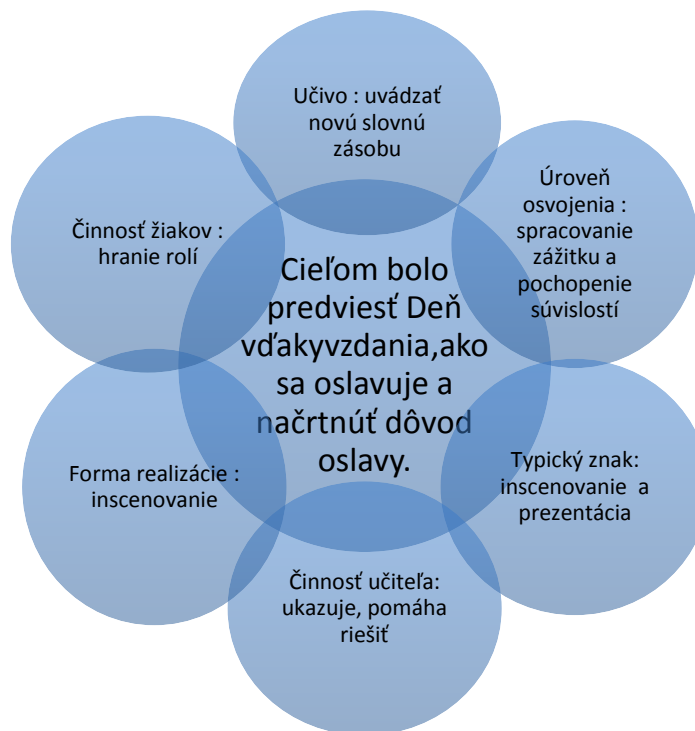 Učivo : uvádzať
novú slovnú
zásobu
Úroveň
osvojenia :
spracovanie
zážitku a
pochopenie
súvislostí
Typický znak:
inscenovanie a
prezentácia
Činnosť učiteľa:
ukazuje, pomáha
riešiť
Forma realizácie :
inscenovanie
Činnosť žiakov :
hranie rolí
Cieľom bolo
predviesť Deň
vďakyvzdania,ako
sa oslavuje a
načrtnúť dôvod
oslavy.